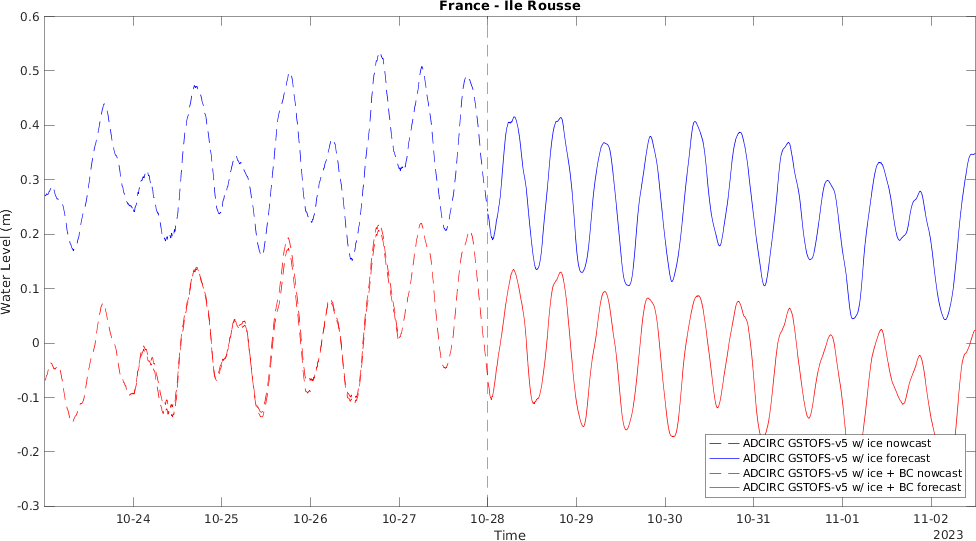 France - Ile Rousse
0.6
0.5
0.4
0.3
0.2
0.1
0
-0.1
-0.2
-0.3
Water Level (m)
ADCIRC GSTOFS-v5 w/ ice nowcast
ADCIRC GSTOFS-v5 w/ ice forecast
ADCIRC GSTOFS-v5 w/ ice + BC nowcast
ADCIRC GSTOFS-v5 w/ ice + BC forecast
10-24 10-25 10-26 10-27 10-28 10-29 10-30 10-31 11-01 11-02
Time 2023